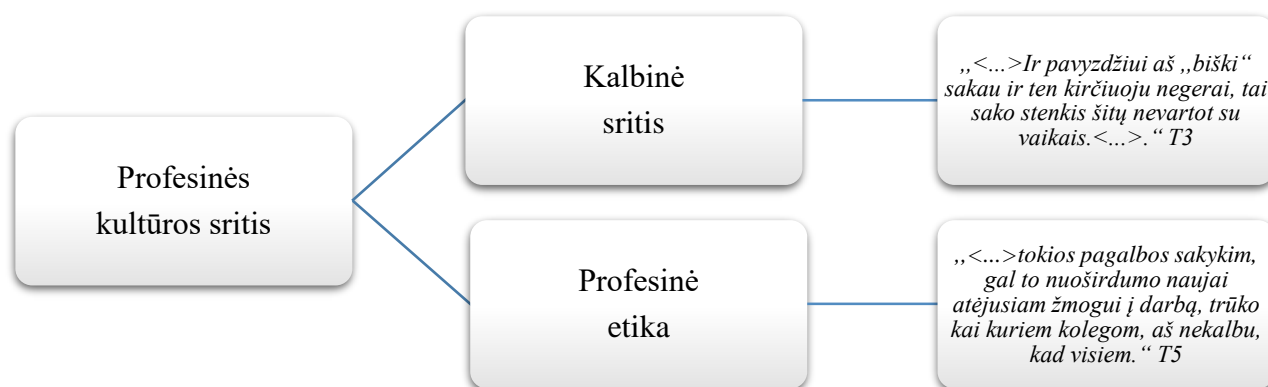 Profesinės
kultūros sritis
Kalbinė
sritis
,,<...>Ir pavyzdžiui aš ,,biški“
sakau ir ten kirčiuoju negerai, tai
sako stenkis šitų nevartot su
vaikais.<...>.“ T3
Profesinė
etika
,,<...>tokios pagalbos sakykim,
gal to nuoširdumo naujai
atėjusiam žmogui į darbą, trūko
kai kuriem kolegom, aš nekalbu,
kad visiem.“ T5